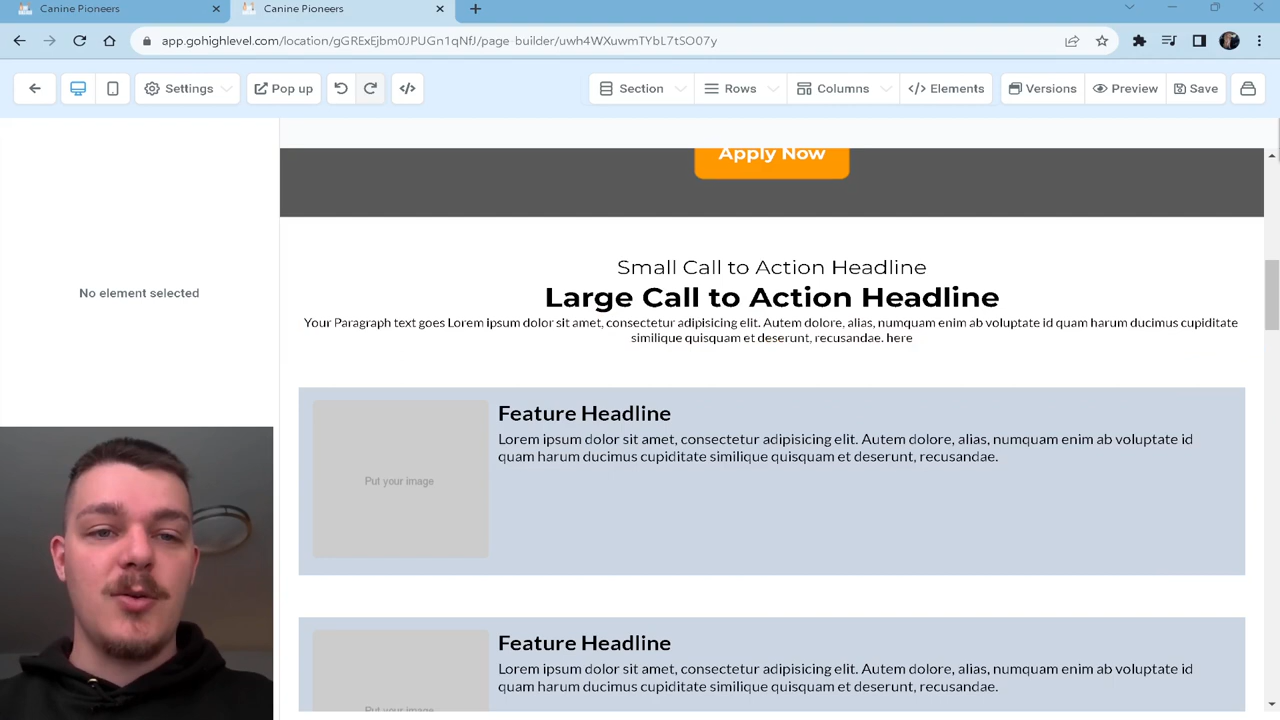 Canine Pioneers
Canine Pioneers
app.gohighlevel.com/location/gGRExEjbm0JPUGn1qNfJ/page-builder/uwh4WXuwmTYbL7tSO07y
Settings
Pop up
Section
Rows
Columns
Elements
Versions
Preview
Save
No element selected
Apply Now
Small Call to Action Headline
Large Call to Action Headline
Your Paragraph text goes Lorem ipsum dolor sit amet, consectetur adipisicing elit. Autem dolore, alias, numquam enim ab voluptate id quam harum ducimus cupiditate
similique quisquam et deserunt, recusandae. here
Put your image
Feature Headline
Lorem ipsum dolor sit amet, consectetur adipisicing elit. Autem dolore, alias, numquam enim ab voluptate id
quam harum ducimus cupiditate similique quisquam et deserunt, recusandae.
Feature Headline
Lorem ipsum dolor sit amet, consectetur adipisicing elit. Autem dolore, alias, numquam enim ab voluptate id
quam harum ducimus cupiditate similique quisquam et deserunt, recusandae.
Put your image